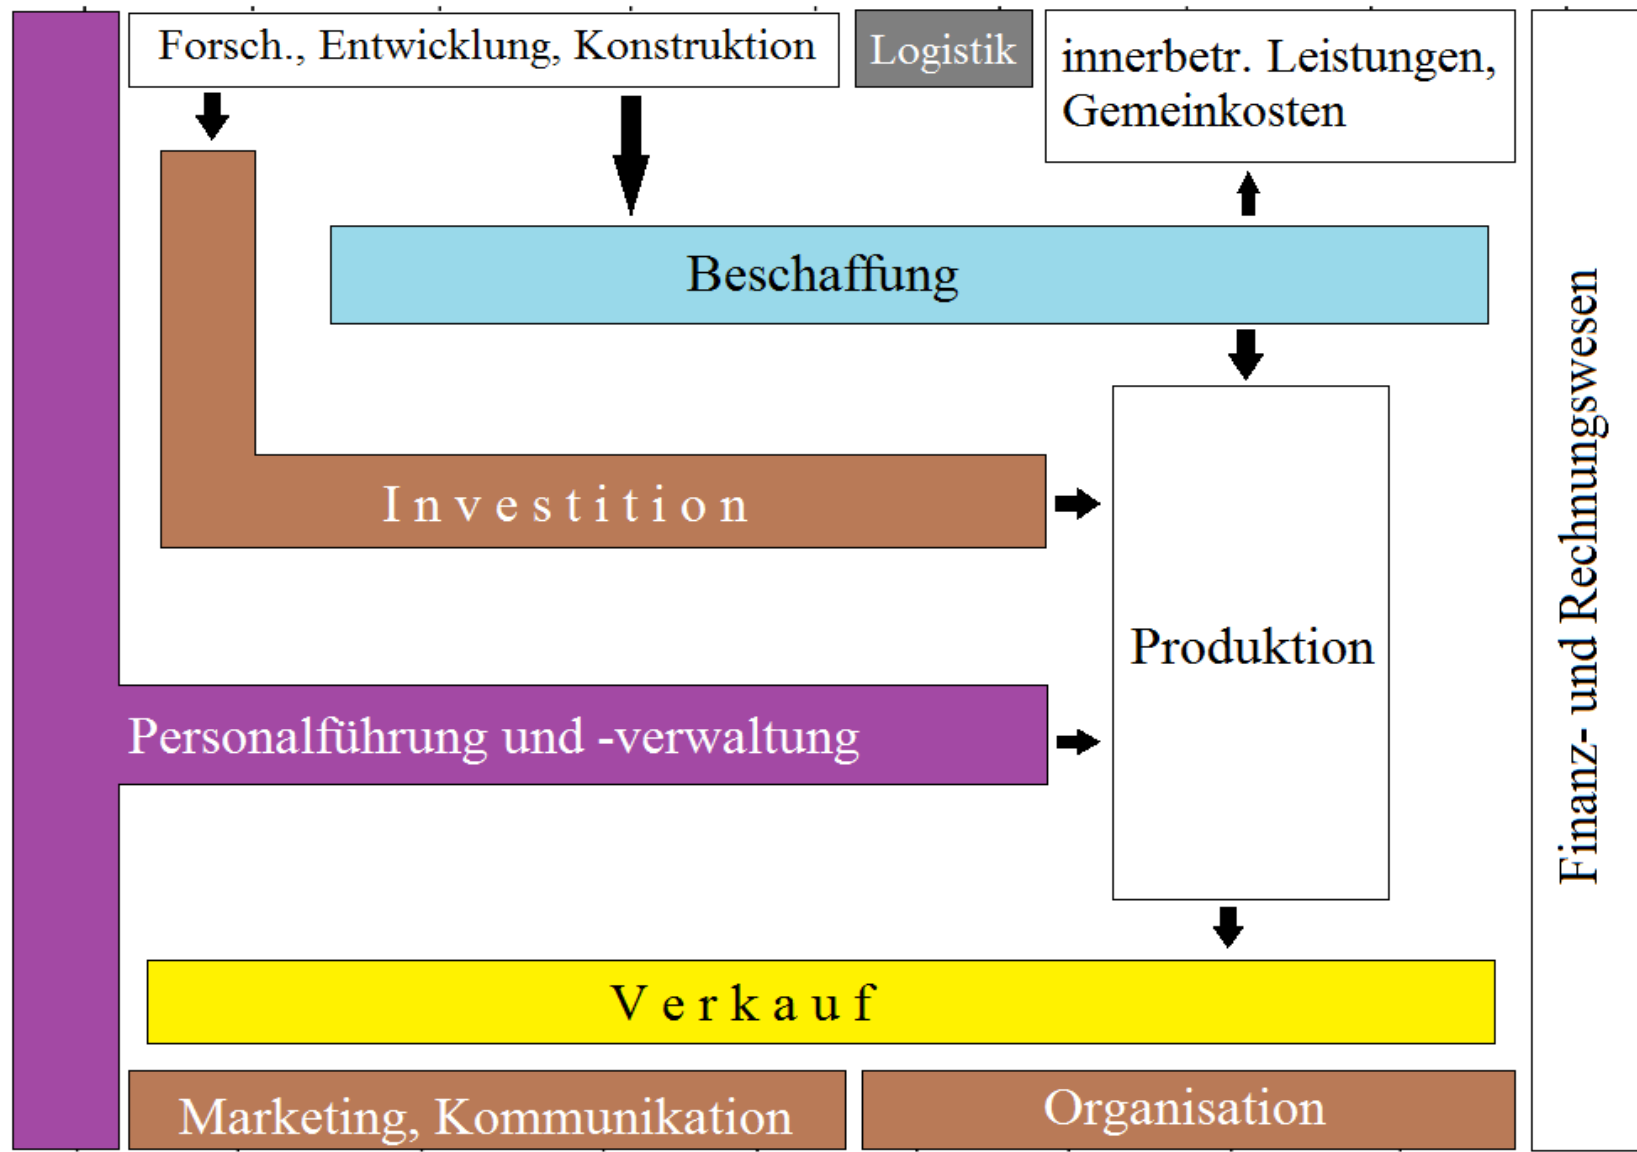 Forsch., Entwicklung, Konstruktion
Logistik
innerbetr. Leistungen,
Gemeinkosten
Beschaffung
Investition
Produktion
Personalführung und -verwaltung
Verkauf
Marketing, Kommunikation
Organisation
Finanz- und Rechnungswesen